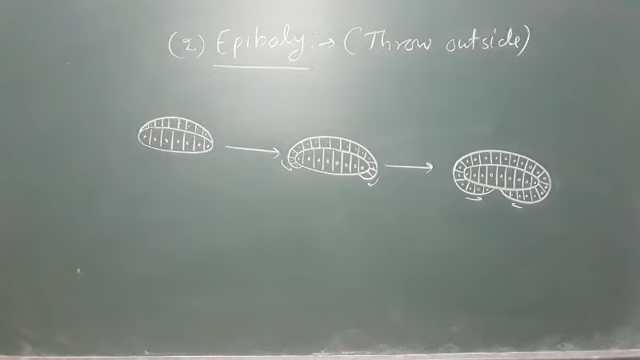 (2) Epiboly :→ (Throw outside)